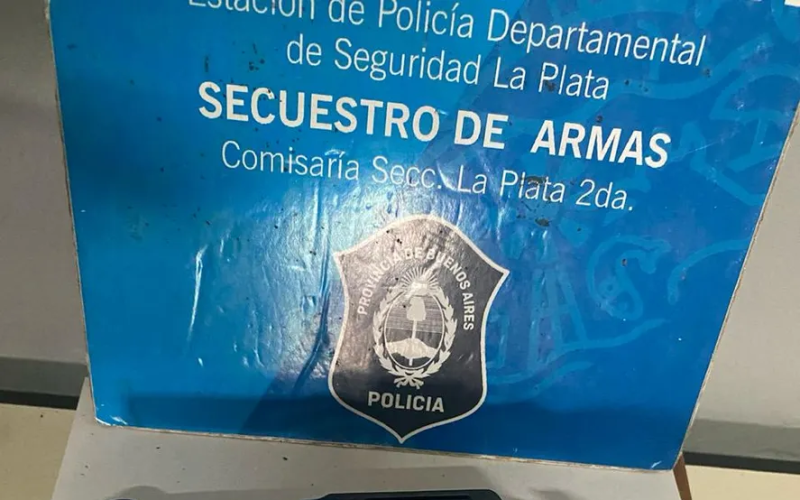 Estación de Policía Departamental
de Seguridad La Plata
SECUESTRO DE ARMAS
Comisaría Secc. La Plata 2da.
PROVINCIA DE BUENOS AIRES
POLICIA